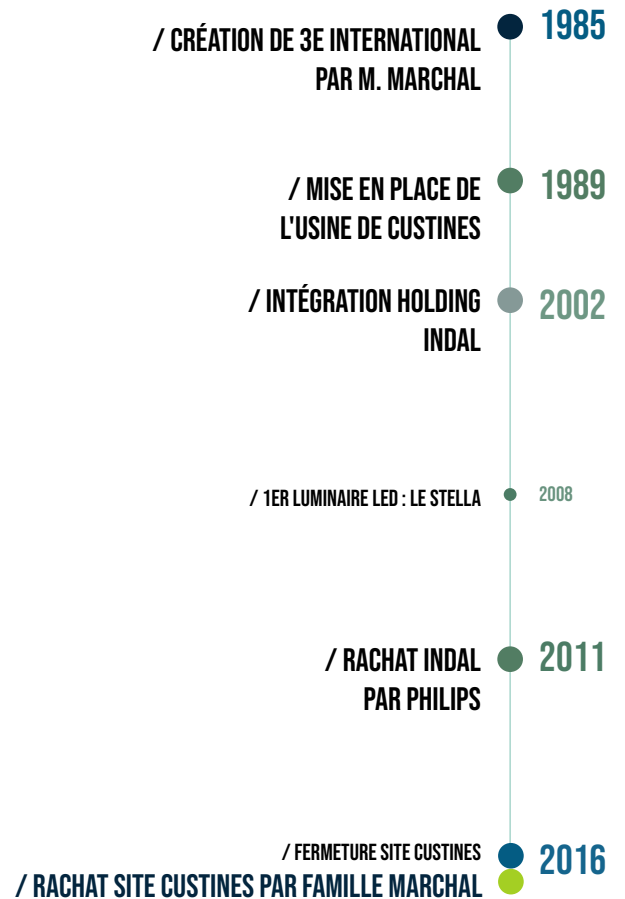 1985
/ CRÉATION DE 3E INTERNATIONAL
PAR M. MARCHAL
1989
/ MISE EN PLACE DE
L'USINE DE CUSTINES
2002
/ INTÉGRATION HOLDING
INDAL
2008
/ 1ER LUMINAIRE LED : LE STELLA
2011
/ RACHAT INDAL
PAR PHILIPS
2016
/ FERMETURE SITE CUSTINES
/ RACHAT SITE CUSTINES PAR FAMILLE MARCHAL